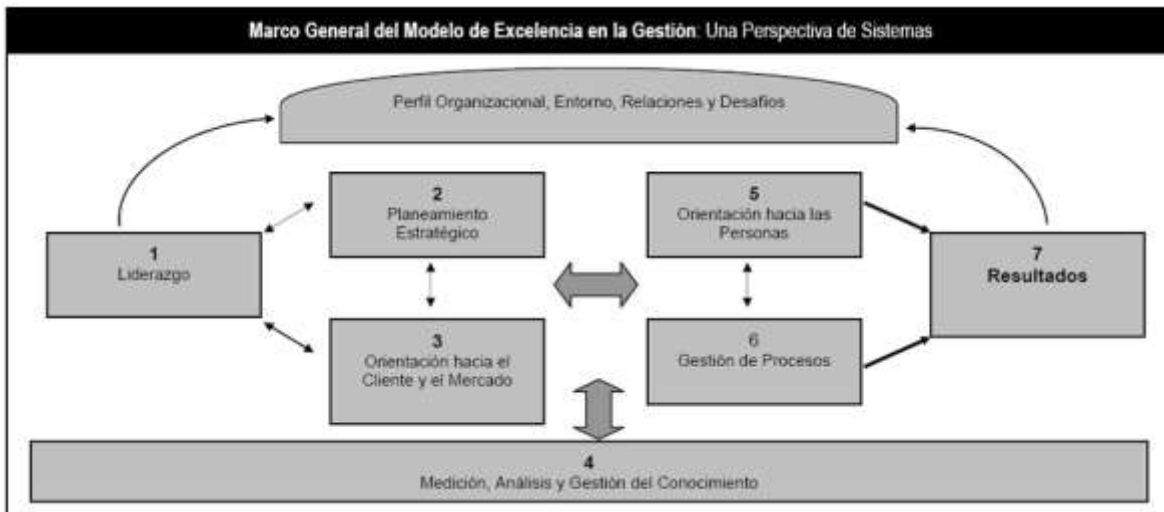 Marco General del Modelo de Excelencia en la Gestión: Una Perspectiva de Sistemas
Perfil Organizacional, Entorno, Relaciones y Desafíos
1
Liderazgo
2
Planeamiento
Estratégico
3
Orientación hacia el
Cliente y el Mercado
5
Orientación hacia las
Personas
6
Gestión de Procesos
7
Resultados
4
Medición, Análisis y Gestión del Conocimiento